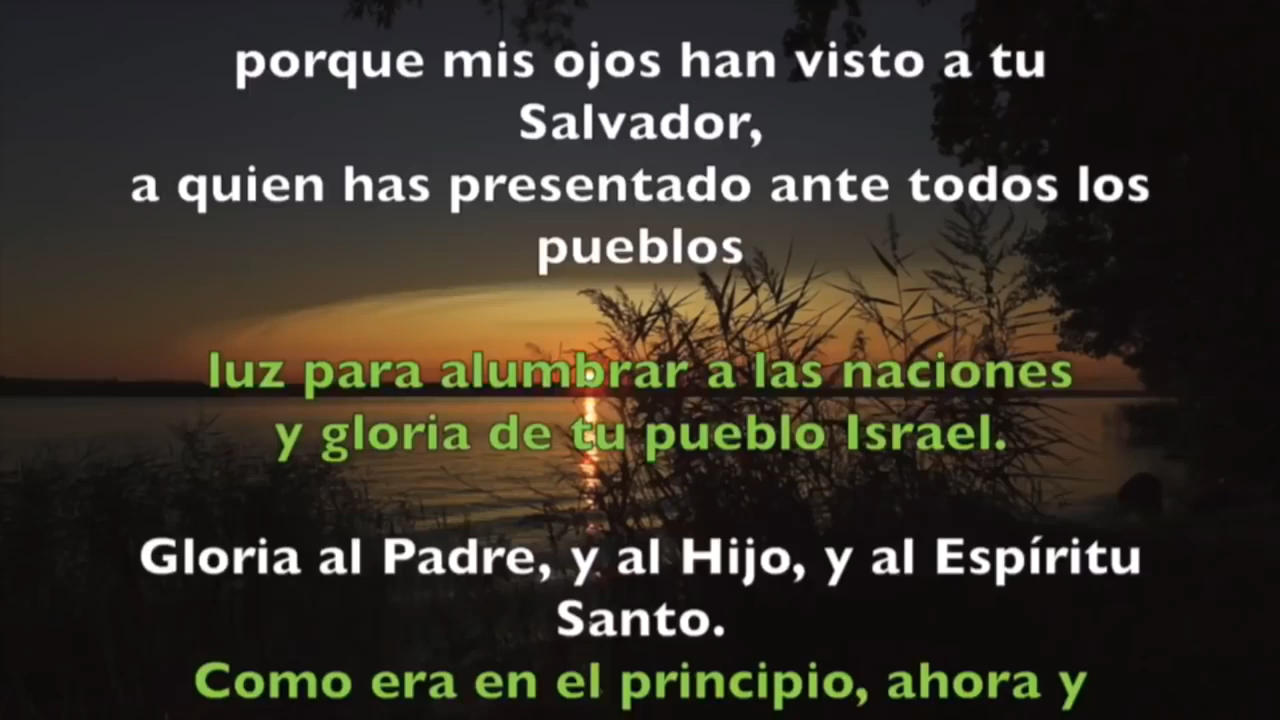 porque mis ojos han visto a tu
Salvador,
a quien has presentado ante todos los
pueblos
luz para alumbrar a las naciones
y gloria de tu pueblo Israel.
Gloria al Padre, y al Hijo, y al Espíritu
Santo.
Como era en el principio, ahora y